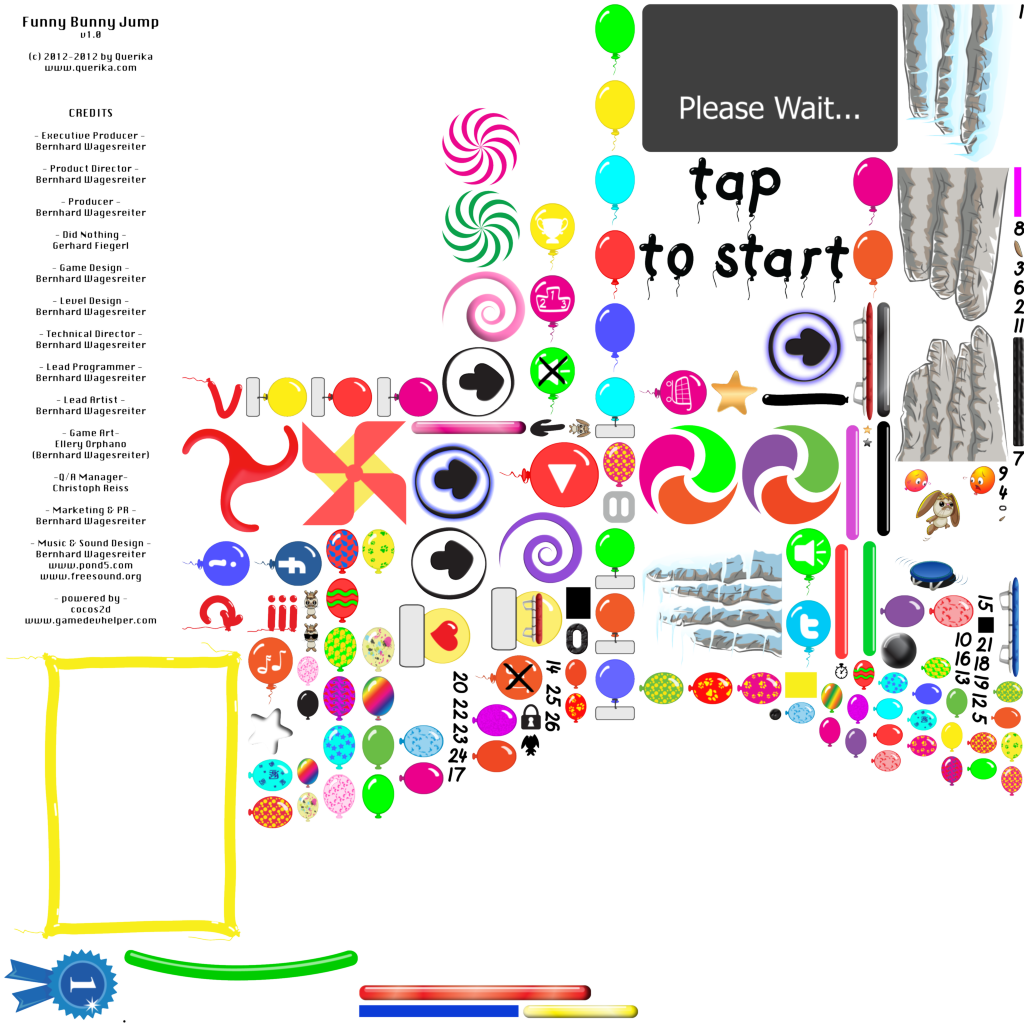 Funny Bunny Jump
v1.0
(c) 2012-2012 by Querika
www.querika.com
CREDITS
- Executive Producer -
Bernhard Wagesreiter
- Product Director -
Bernhard Wagesreiter
- Producer -
Bernhard Wagesreiter
- Did Nothing -
Gerhard Fiegerl
- Game Design -
Bernhard Wagesreiter
- Level Design -
Bernhard Wagesreiter
- Technical Director -
Bernhard Wagesreiter
- Lead Programmer -
Bernhard Wagesreiter
- Lead Artist -
Bernhard Wagesreiter
- Game Art-
Ellery Orphano
(Bernhard Wagesreiter)
-Q/A Manager-
Christoph Reiss
- Marketing & PR -
Bernhard Wagesreiter
- Music & Sound Design -
Bernhard Wagesreiter
www.pond5.com
www.freesound.org
- powered by -
cocos2d
www.gamedevhelper.com
Please Wait...
tap
to start
1
8
3
6
2
11
7
9
4
0
2 1 3
f
!
0
14
25
26
20
22
23
24
17
15
10
16
13
21
18
19
12
5
1